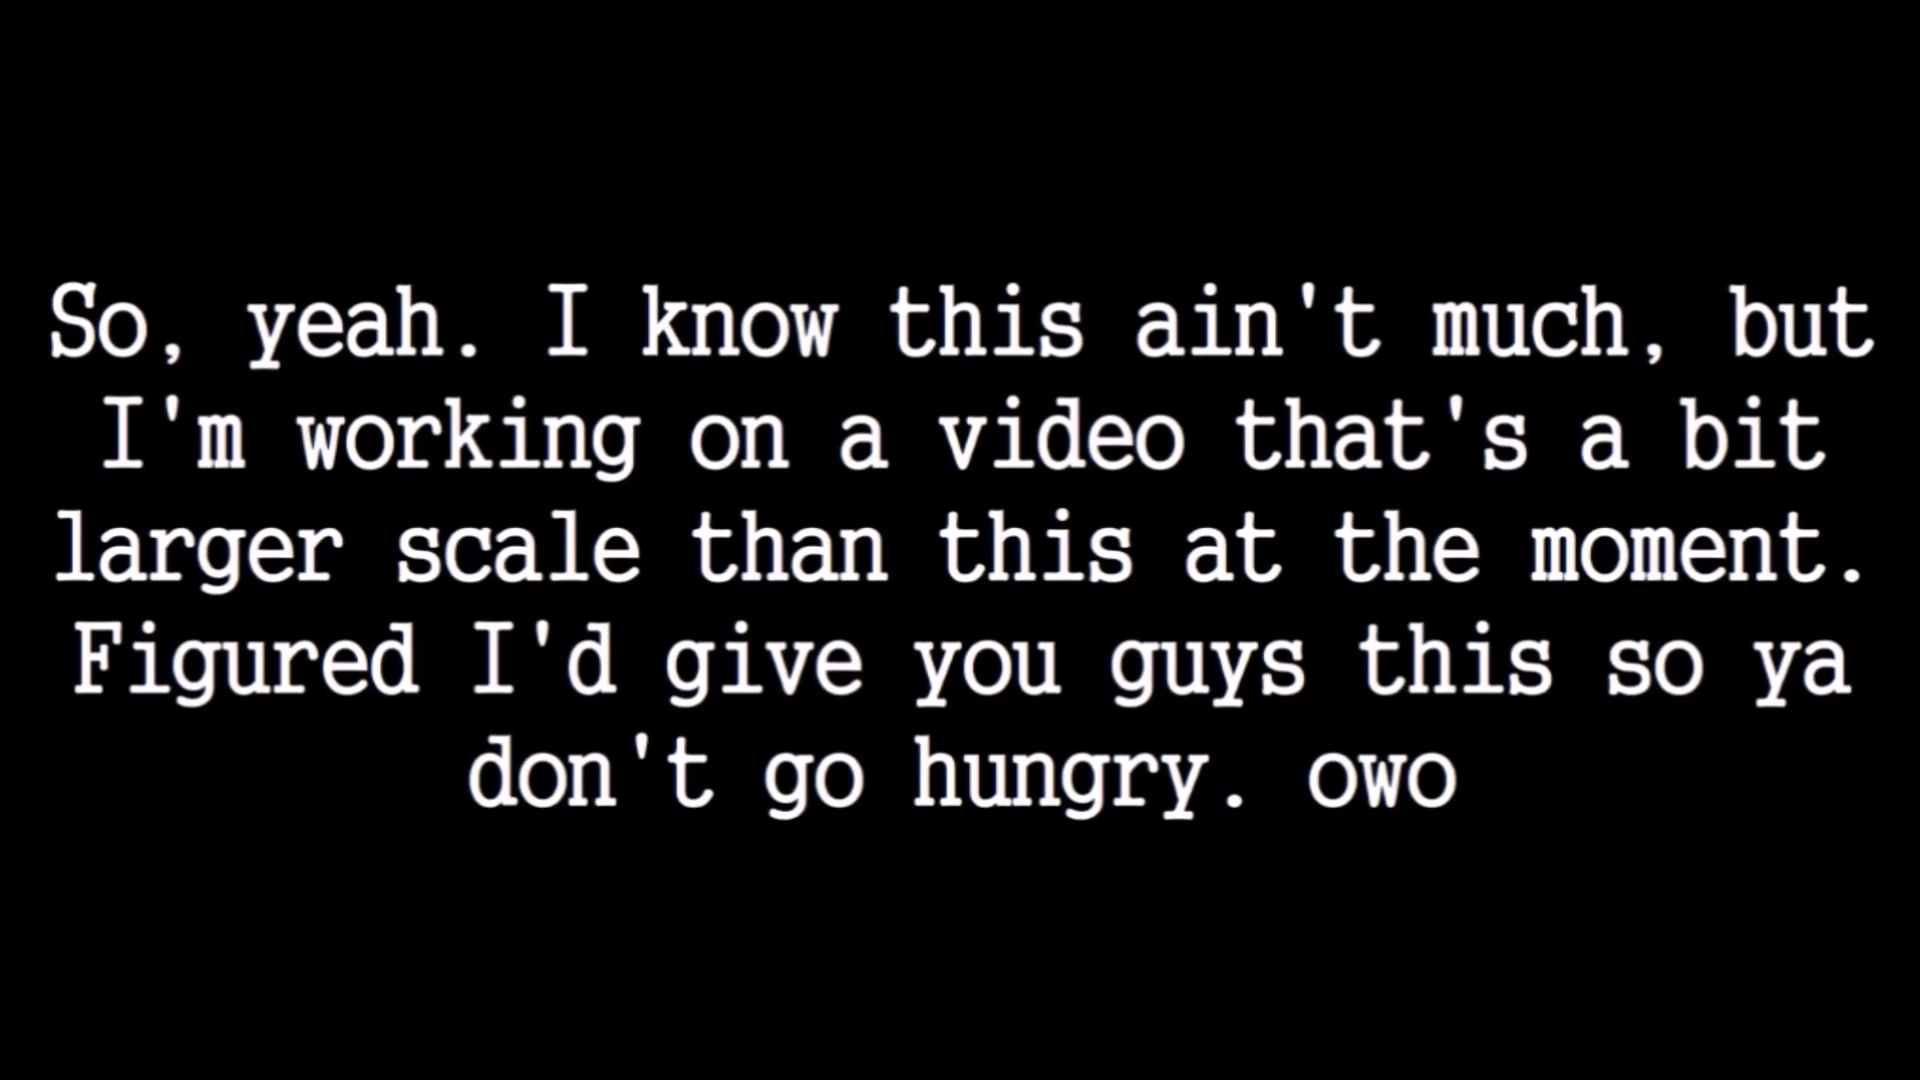 So, yeah. I know this ain't much, but
I'm working on a video that's a bit
larger scale than this at the moment.
Figured I'd give you guys this so ya
don't go hungry. owo